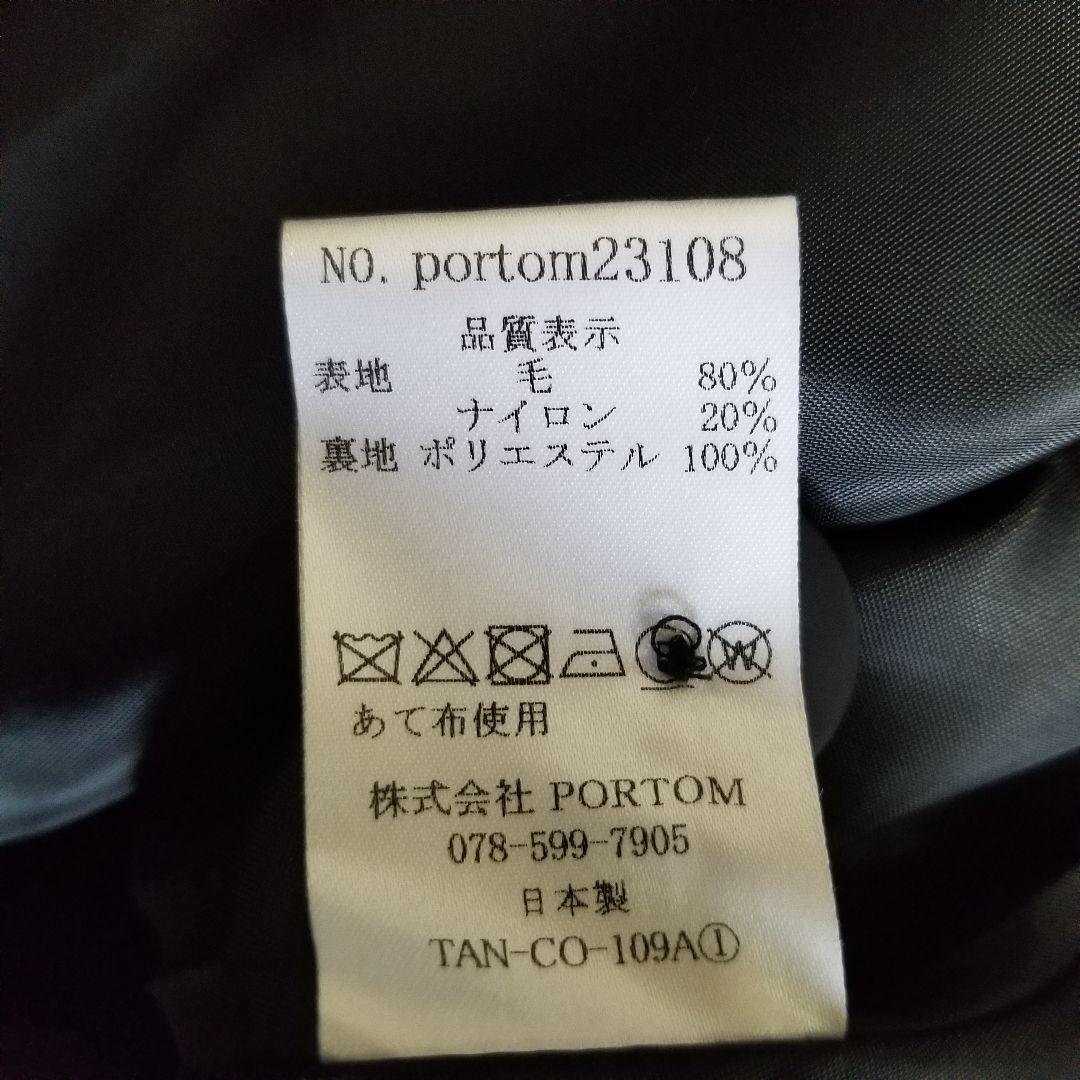 NO. portom23108
品質表示
表地 毛 80%
ナイロン 20%
裏地 ポリエステル 100%
W
あて布使用
株式会社 PORTOM
078-599-7905
日本製
TAN-CO-109A①